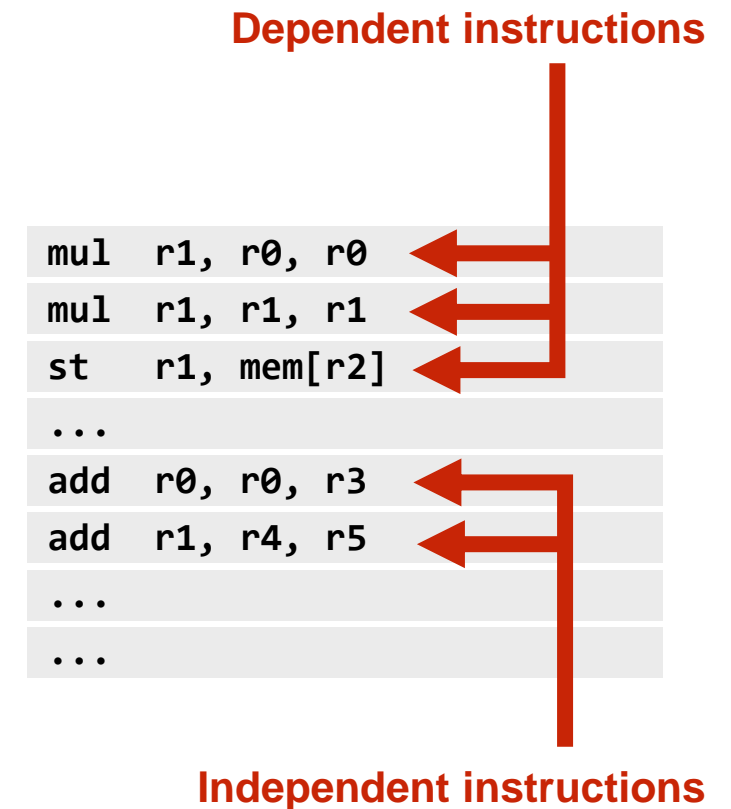 Dependent instructions
mul r1, r0, r0
mul r1, r1, r1
st r1, mem[r2]
...
add r0, r0, r3
add r1, r4, r5
...
...
Independent instructions